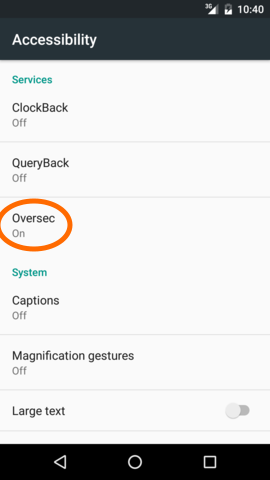 3G 10:40
Accessibility
Services
ClockBack
Off
QueryBack
Off
Oversec
On
System
Captions
Off
Magnification gestures
Off
Large text